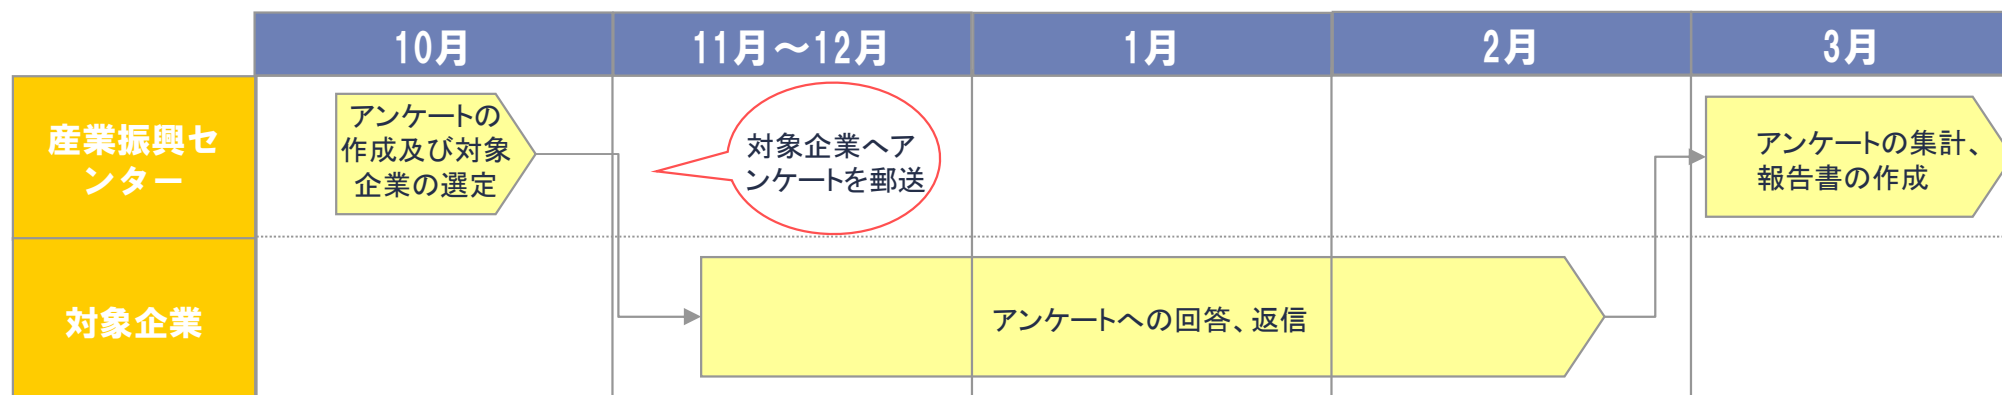 10月
11月～12月
1月
2月
3月
産業振興セ
ンター
アンケートの
作成及び対象
企業の選定
対象企業へア
ンケートを郵送
アンケートの集計、
報告書の作成
対象企業
アンケートへの回答、返信